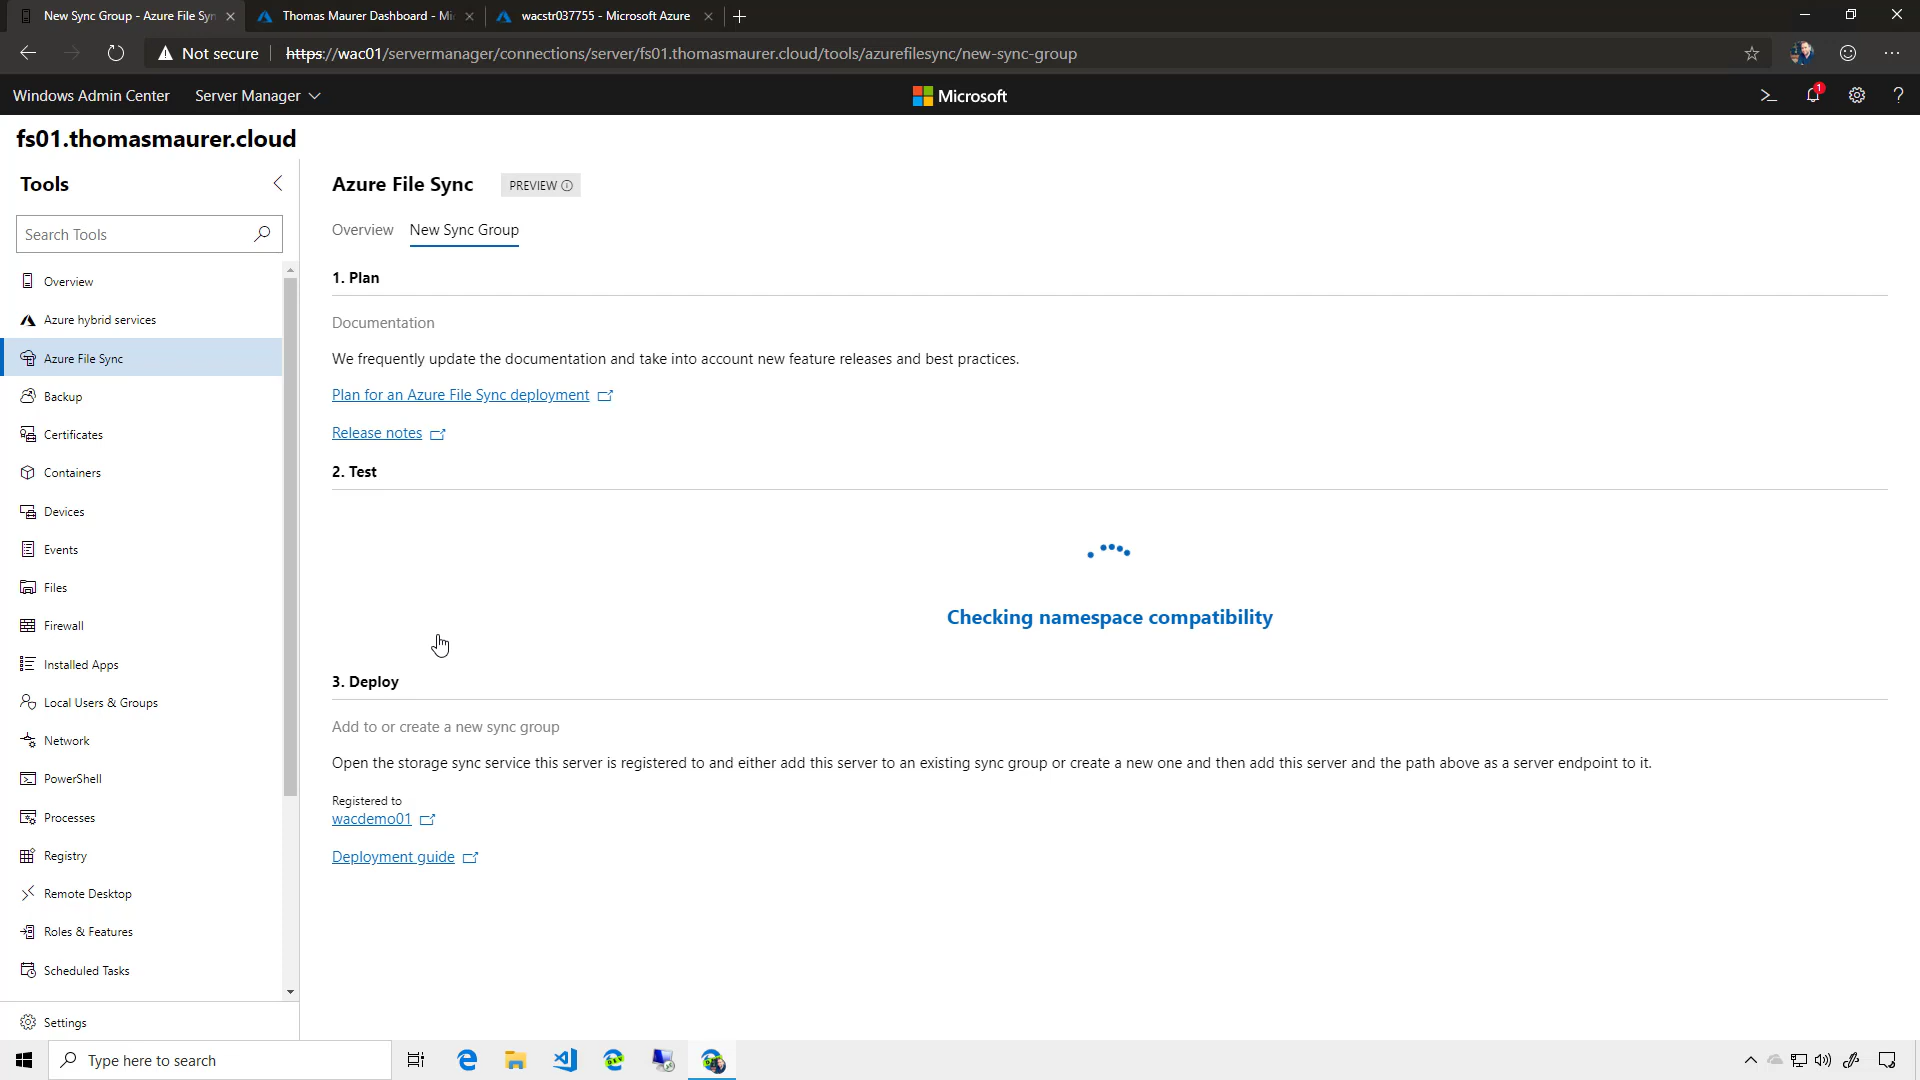 New Sync Group - Azure File Syn
Thomas Maurer Dashboard - Mi
wacstr037755 - Microsoft Azure
Not secure
https://wac01/servermanager/connections/server/fs01.thomasmaurer.cloud/tools/azurefilesync/new-sync-group
Windows Admin Center
Server Manager
Microsoft
1
?
fs01.thomasmaurer.cloud
Tools
Search Tools
Overview
Azure hybrid services
Azure File Sync
Backup
Certificates
Containers
Devices
Events
Files
Firewall
Installed Apps
Local Users & Groups
Network
PowerShell
Processes
Registry
Remote Desktop
Roles & Features
Scheduled Tasks
Settings
Azure File Sync
PREVIEW
Overview
New Sync Group
1. Plan
Documentation
We frequently update the documentation and take into account new feature releases and best practices.
Plan for an Azure File Sync deployment
Release notes
2. Test
Checking namespace compatibility
3. Deploy
Add to or create a new sync group
Open the storage sync service this server is registered to and either add this server to an existing sync group or create a new one and then add this server and the path above as a server endpoint to it.
Registered to
wacdemo01
Deployment guide
Type here to search